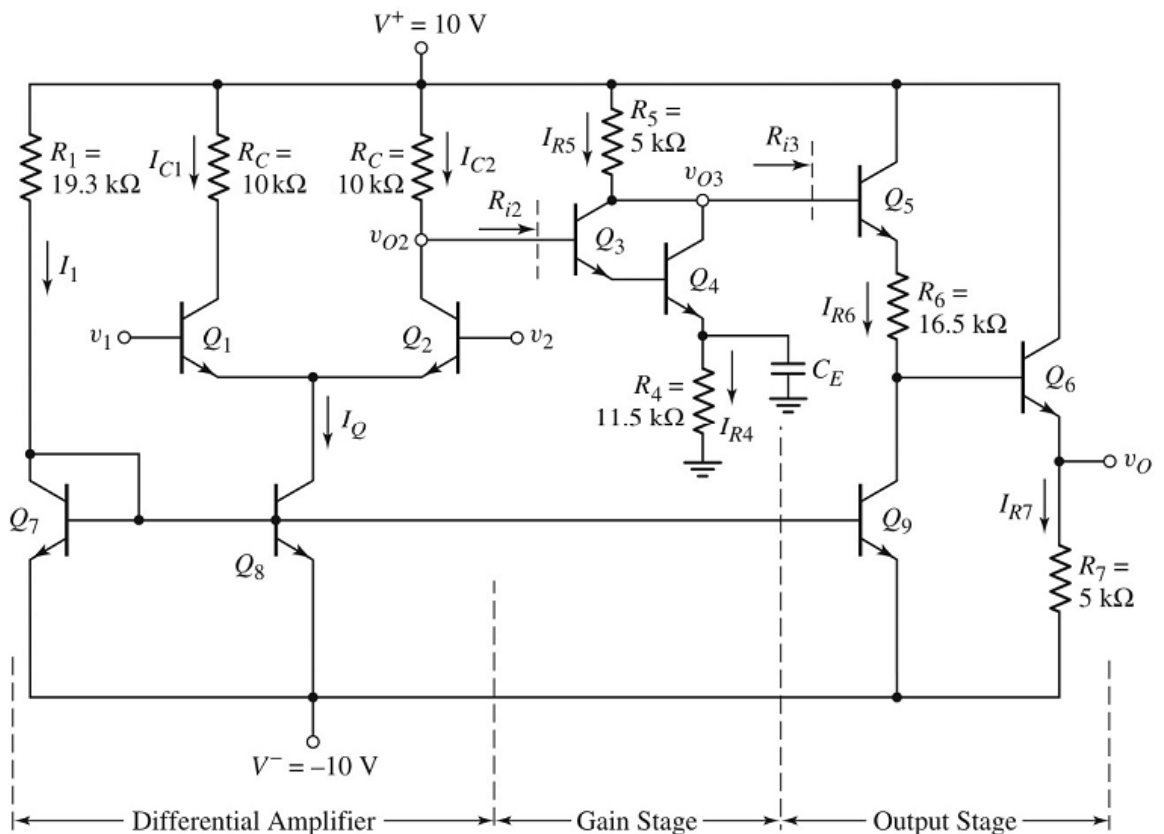 V⁺ = 10 V
R₁ =
19.3 kΩ
I_C1
R_C =
10 kΩ
R_C =
10 kΩ
I_C2
I_R5
R₅ =
5 kΩ
R_i2
R_i3
v_O3
v_O2
Q₃
Q₄
Q₅
I₁
v₁
Q₁
Q₂
v₂
I_R6
R₆ =
16.5 kΩ
R₄ =
11.5 kΩ
I_R4
C_E
Q₆
I_Q
v_O
Q₇
Q₈
Q₉
I_R7
R₇ =
5 kΩ
V⁻ = –10 V
Differential Amplifier
Gain Stage
Output Stage